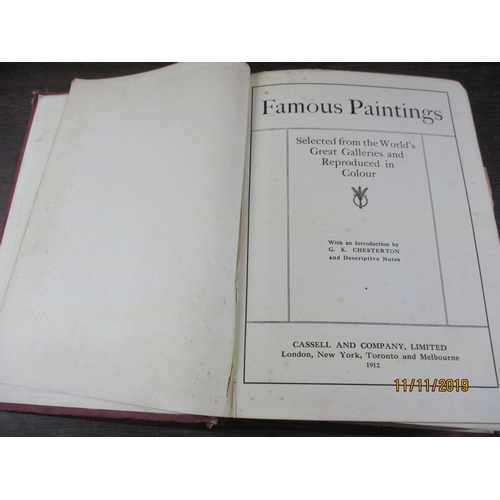 Famous Paintings
Selected from the World's
Great Galleries and
Reproduced in
Colour
With an Introduction by
G. K. CHESTERTON
and Descriptive Notes
CASSELL AND COMPANY, LIMITED
London, New York, Toronto and Melbourne
1912
11/11/2019